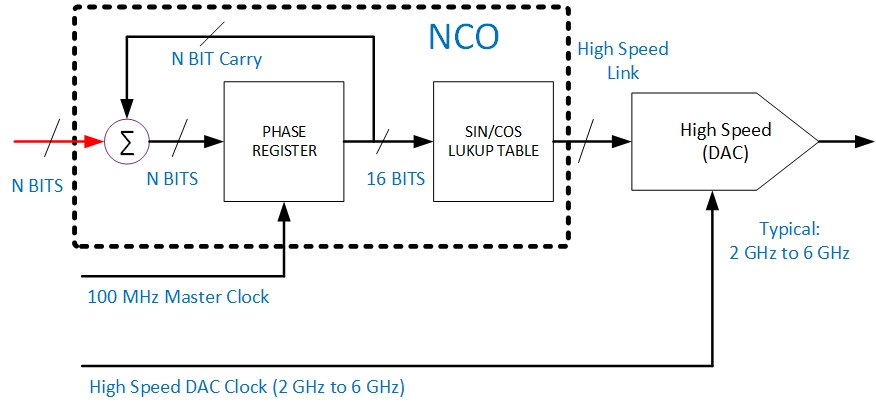 NCO
N BIT Carry
High Speed
Link
PHASE
REGISTER
SIN/COS
LUKUP TABLE
High Speed
(DAC)
Σ
N BITS
N BITS
16 BITS
Typical:
2 GHz to 6 GHz
100 MHz Master Clock
High Speed DAC Clock (2 GHz to 6 GHz)